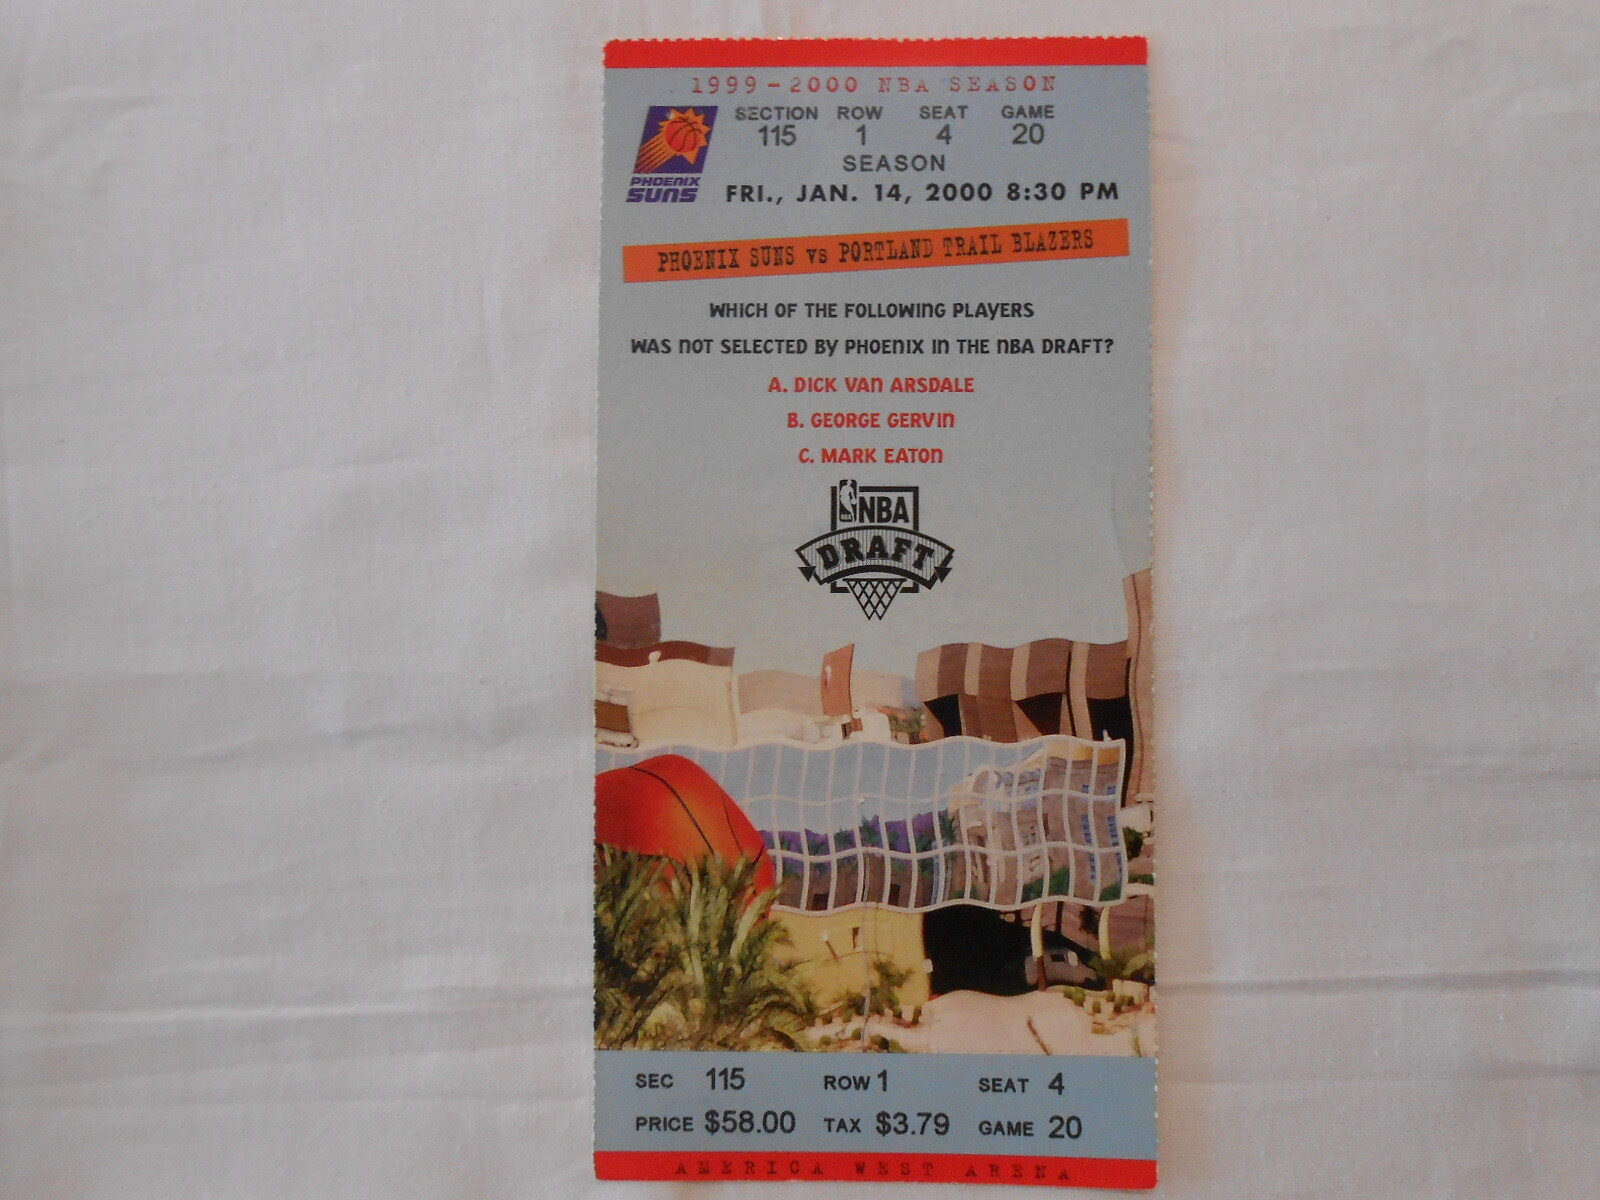 1999-2000 NBA SEASON
SECTION ROW SEAT GAME
115 1 4 20
SEASON
FRI., JAN. 14, 2000 8:30 PM
PHOENIX
SUNS
PHOENIX SUNS vs PORTLAND TRAIL BLAZERS
WHICH OF THE FOLLOWING PLAYERS
WAS NOT SELECTED BY PHOENIX IN THE NBA DRAFT?
A. DICK VAN ARSDALE
B. GEORGE GERVIN
C. MARK EATON
NBA
DRAFT
SEC 115 ROW 1 SEAT 4
PRICE $58.00 TAX $3.79 GAME 20
AMERICA WEST ARENA